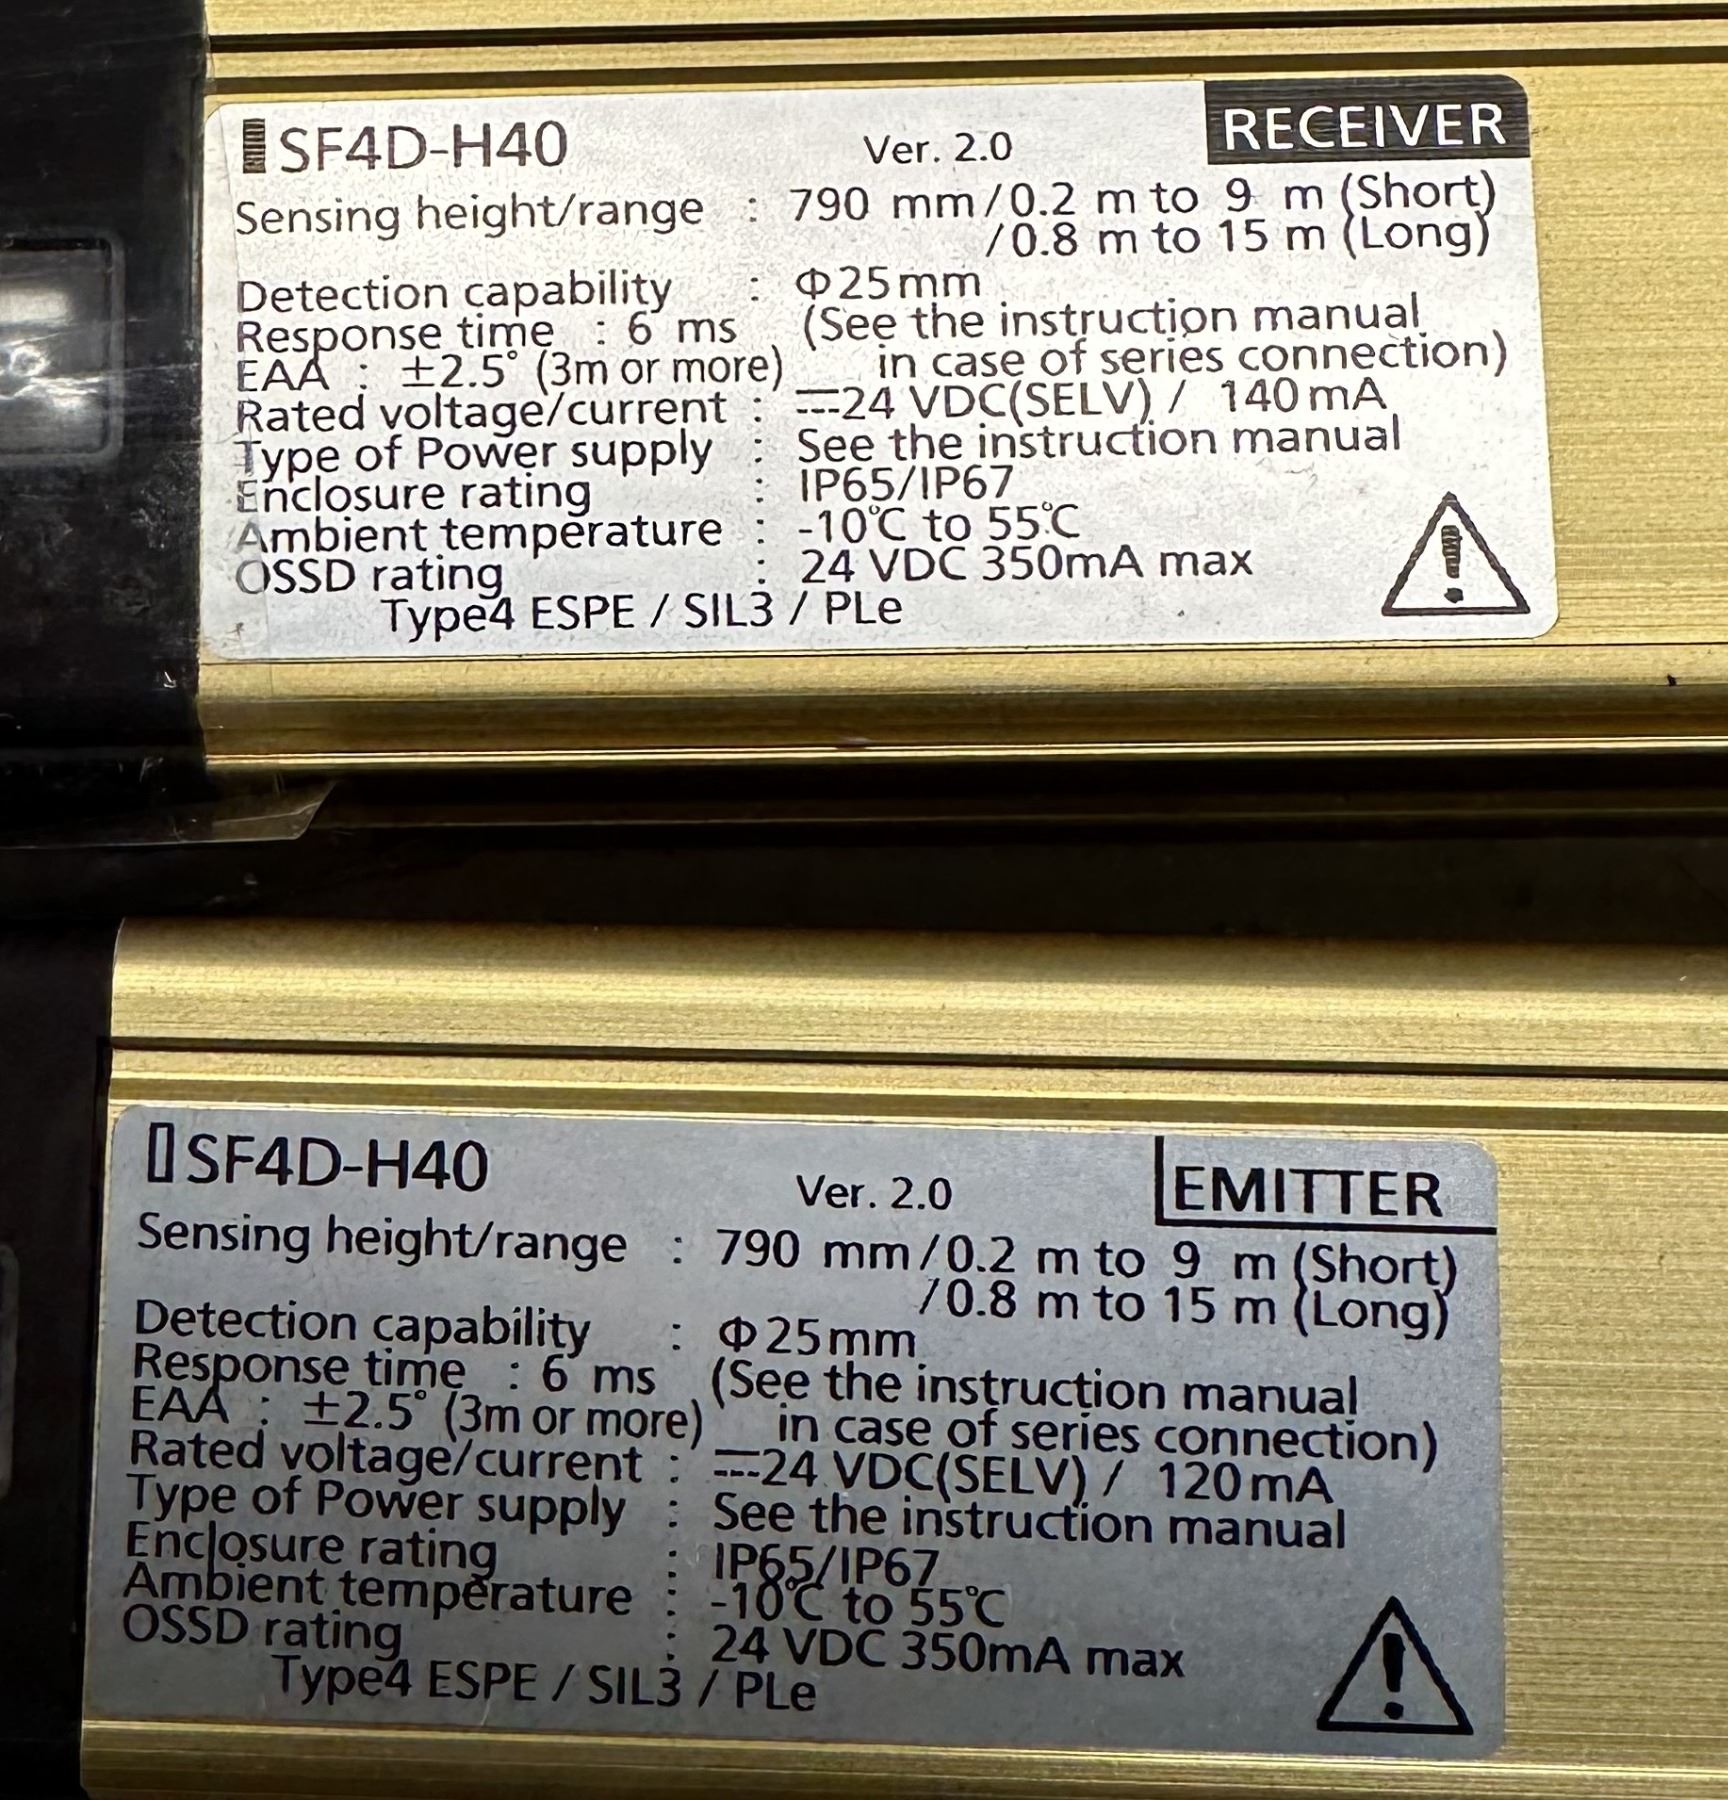 SF4D-H40 Ver. 2.0 RECEIVER
Sensing height/range : 790 mm/0.2 m to 9 m (Short)
/0.8 m to 15 m (Long)
Detection capability : Φ25mm
Response time : 6 ms (See the instruction manual
in case of series connection)
EAA : ±2.5° (3m or more)
Rated voltage/current : ⎓24 VDC(SELV) / 140mA
Type of Power supply : See the instruction manual
Enclosure rating : IP65/IP67
Ambient temperature : -10℃ to 55℃
OSSD rating : 24 VDC 350mA max
Type4 ESPE / SIL3 / PLe
SF4D-H40 Ver. 2.0 EMITTER
Sensing height/range : 790 mm/0.2 m to 9 m (Short)
/0.8 m to 15 m (Long)
Detection capability : Φ25mm
Response time : 6 ms (See the instruction manual
in case of series connection)
EAA : ±2.5° (3m or more)
Rated voltage/current : ⎓24 VDC(SELV) / 120mA
Type of Power supply : See the instruction manual
Enclosure rating : IP65/IP67
Ambient temperature : -10℃ to 55℃
OSSD rating : 24 VDC 350mA max
Type4 ESPE / SIL3 / PLe